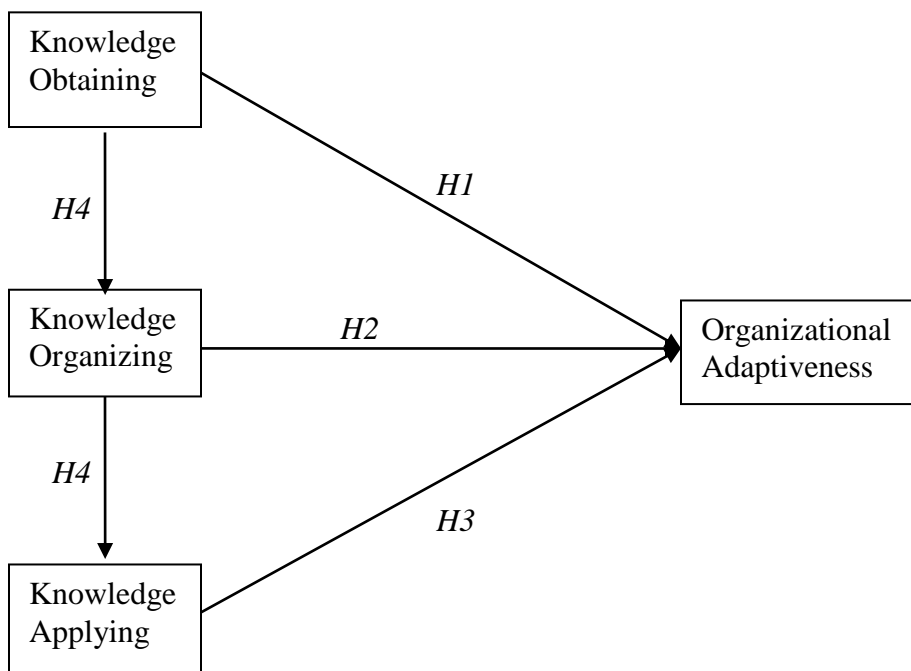 Knowledge
Obtaining
H1
H4
Knowledge
Organizing
H2
Organizational
Adaptiveness
H4
H3
Knowledge
Applying